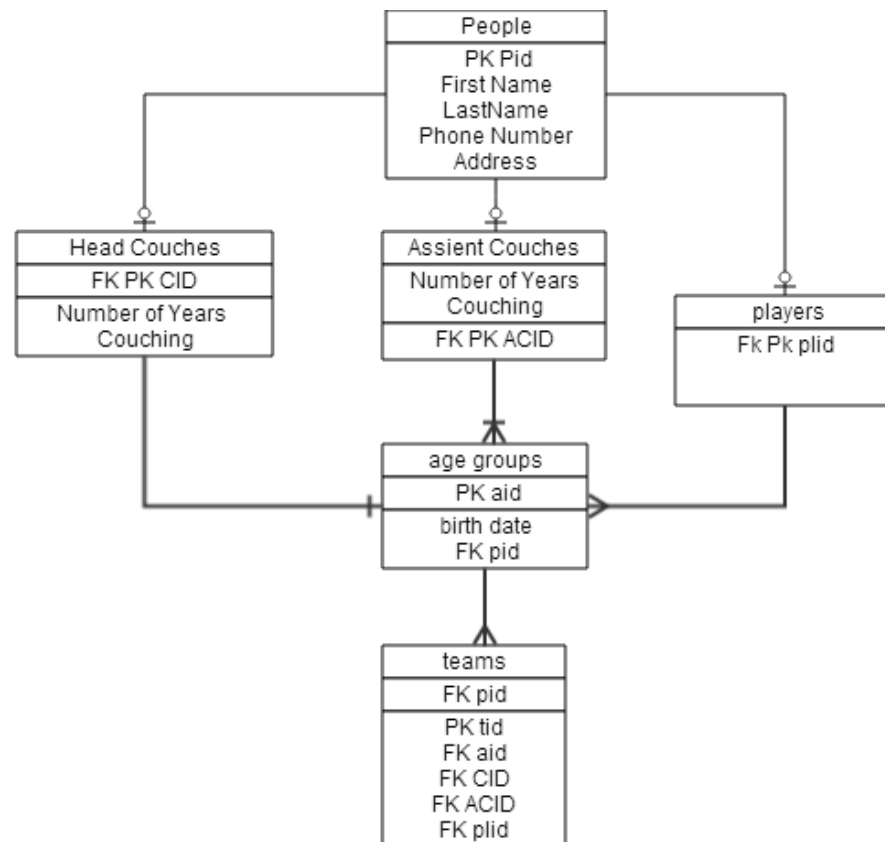 People
PK Pid
First Name
LastName
Phone Number
Address
Head Couches
FK PK CID
Number of Years
Couching
Assient Couches
Number of Years
Couching
FK PK ACID
players
Fk Pk plid
age groups
PK aid
birth date
FK pid
teams
FK pid
PK tid
FK aid
FK CID
FK ACID
FK plid